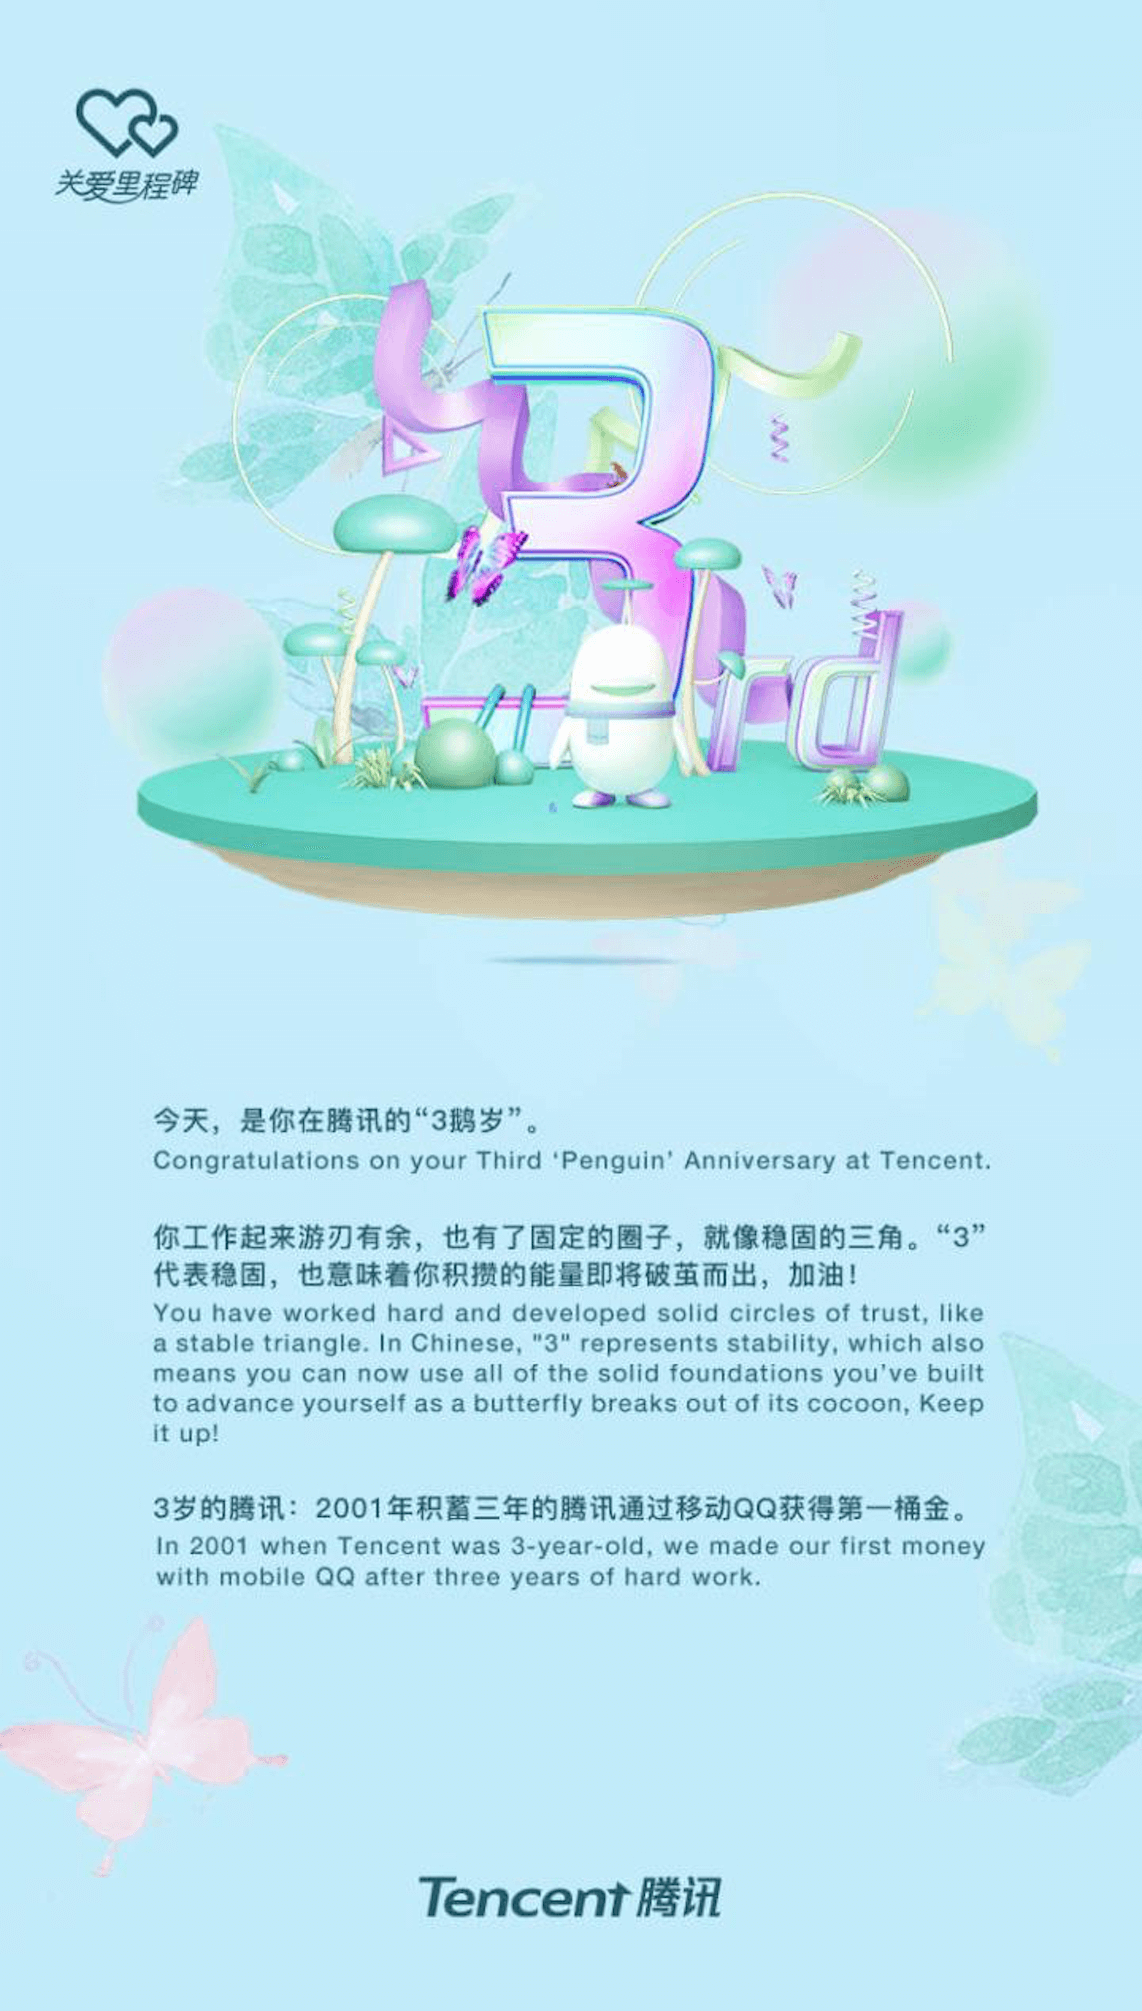 关爱里程碑
3rd
今天，是你在腾讯的“3鹅岁”。
Congratulations on your Third ‘Penguin’ Anniversary at Tencent.
你工作起来游刃有余，也有了固定的圈子，就像稳固的三角。“3”
代表稳固，也意味着你积攒的能量即将破茧而出，加油！
You have worked hard and developed solid circles of trust, like
a stable triangle. In Chinese, "3" represents stability, which also
means you can now use all of the solid foundations you’ve built
to advance yourself as a butterfly breaks out of its cocoon, Keep
it up!
3岁的腾讯：2001年积蓄三年的腾讯通过移动QQ获得第一桶金。
In 2001 when Tencent was 3-year-old, we made our first money
with mobile QQ after three years of hard work.
Tencent 腾讯